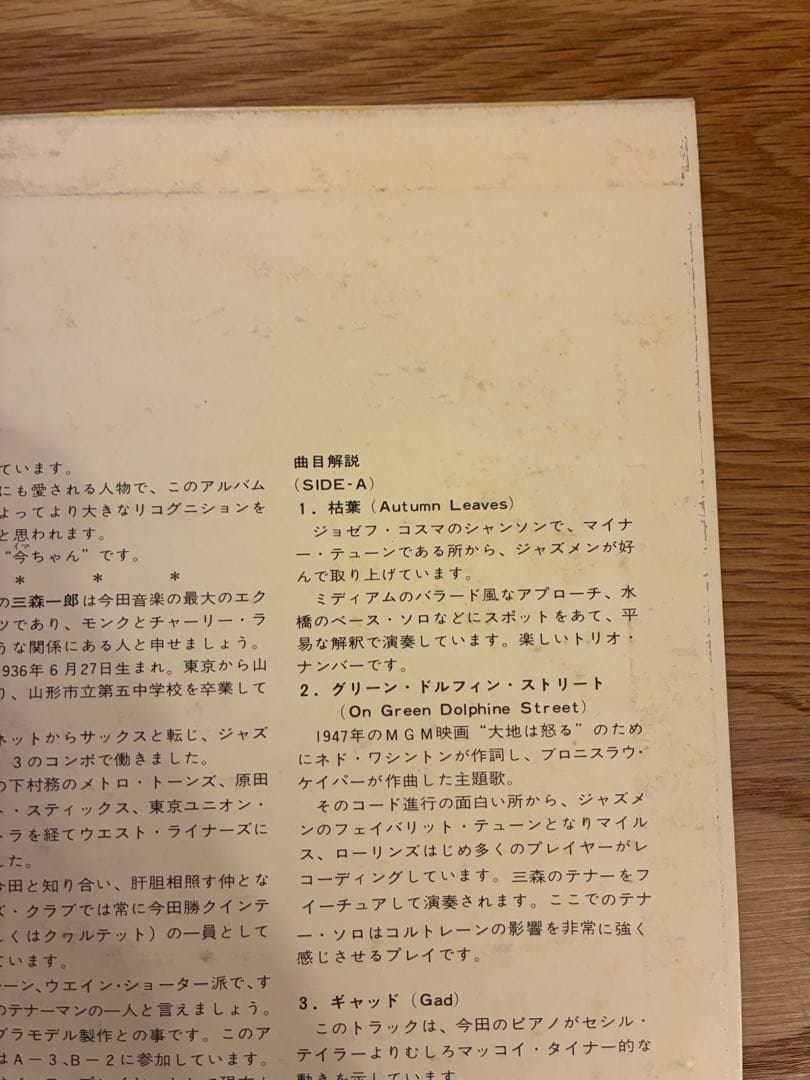 ています。
にも愛される人物で、このアルバム
よってより大きなリコグニションを
と思われます。
イマ
“今ちゃん”です。
＊　＊　＊
の三森一郎は今田音楽の最大のエク
ツであり、モンクとチャーリー・ラ
うな関係にある人と申せましょう。
1936年6月27日生まれ。東京から山
り、山形市立第五中学校を卒業して
ネットからサックスと転じ、ジャズ
3のコンボで働きました。
の下村務のメトロ・トーンズ、原田
ト・スティックス、東京ユニオン・
トラを経てウエスト・ライナーズに
した。
今田と知り合い、肝胆相照す仲とな
ズ・クラブでは常に今田勝クインテ
しくはクヮルテット）の一員として
ています。
ーン、ウエイン・ショーター派で、す
のテナーマンの一人と言えましょう。
プラモデル製作との事です。このア
はA－3、B－2に参加しています。
曲目解説
（SIDE-A）
1．枯葉（Autumn Leaves）
ジョゼフ・コスマのシャンソンで、マイナ
ー・テューンである所から、ジャズメンが好
んで取り上げています。
ミディアムのバラード風なアプローチ、水
橋のベース・ソロなどにスポットをあて、平
易な解釈で演奏しています。楽しいトリオ・
ナンバーです。
2．グリーン・ドルフィン・ストリート
（On Green Dolphine Street）
1947年のMGM映画“大地は怒る”のため
にネド・ワシントンが作詞し、ブロニスラウ・
ケイパーが作曲した主題歌。
そのコード進行の面白い所から、ジャズメ
ンのフェイバリット・テューンとなりマイル
ス、ローリンズはじめ多くのプレイヤーがレ
コーディングしています。三森のテナーをフ
イーチュアして演奏されます。ここでのテナ
ー・ソロはコルトレーンの影響を非常に強く
感じさせるプレイです。
3．ギャッド（Gad）
このトラックは、今田のピアノがセシル・
テイラーよりむしろマッコイ・タイナー的な
動きを示しています